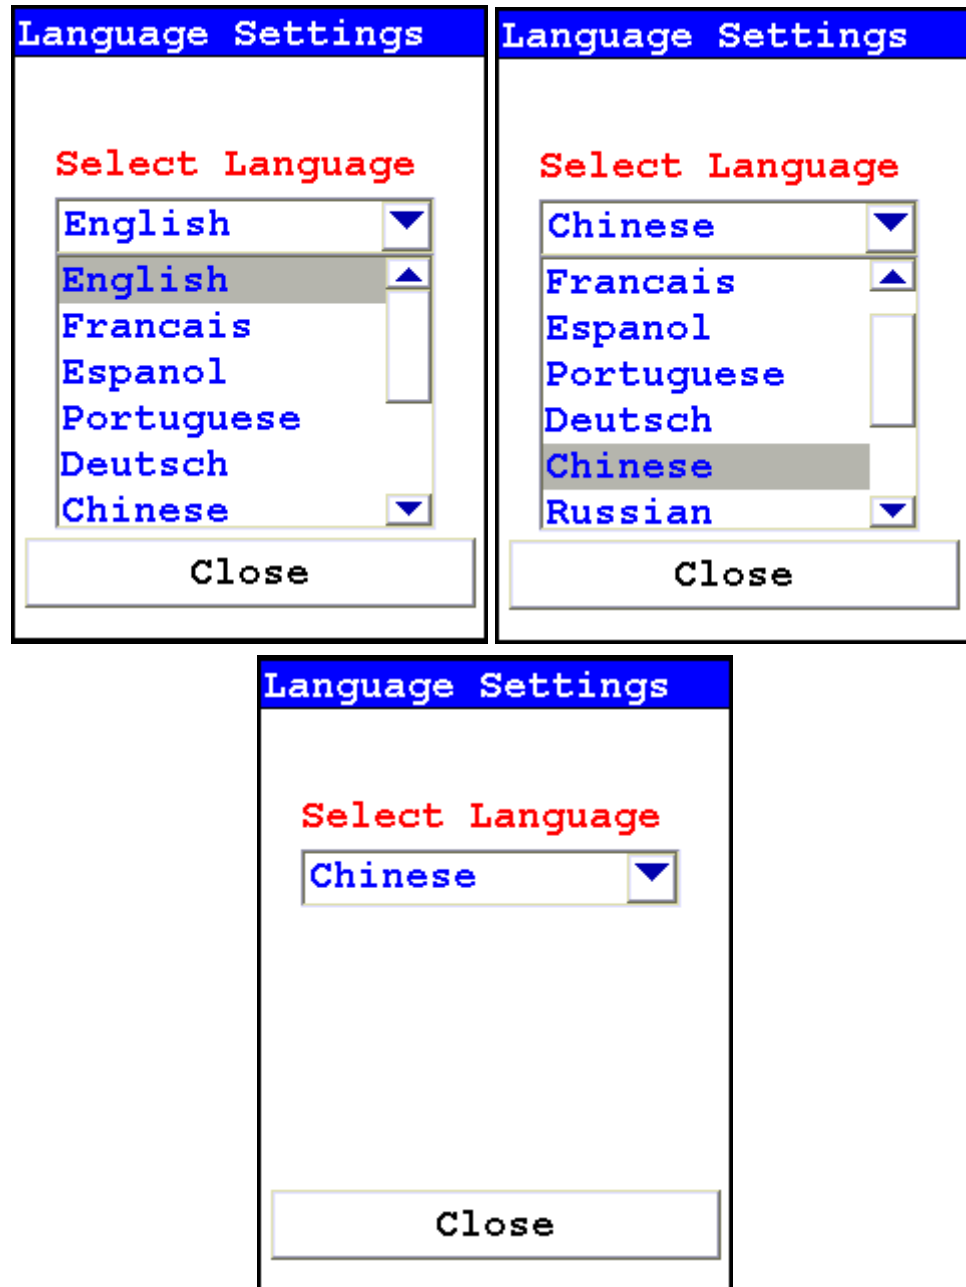 Language Settings
Select Language
English
English
Francais
Espanol
Portuguese
Deutsch
Chinese
Close
Language Settings
Select Language
Chinese
Francais
Espanol
Portuguese
Deutsch
Chinese
Russian
Close
Language Settings
Select Language
Chinese
Close